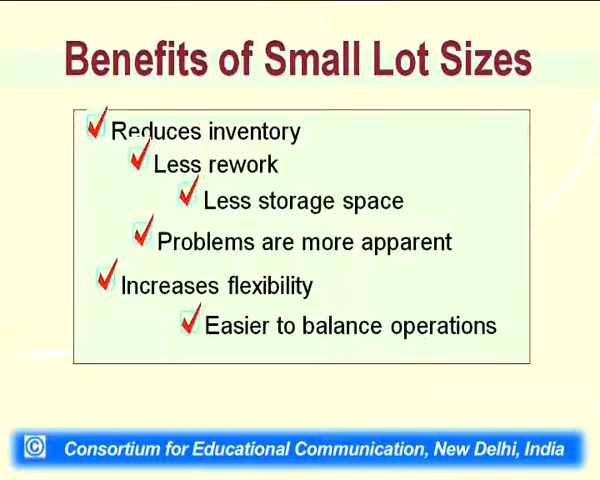 Benefits of Small Lot Sizes
Reduces inventory
Less rework
Less storage space
Problems are more apparent
Increases flexibility
Easier to balance operations
© Consortium for Educational Communication, New Delhi, India